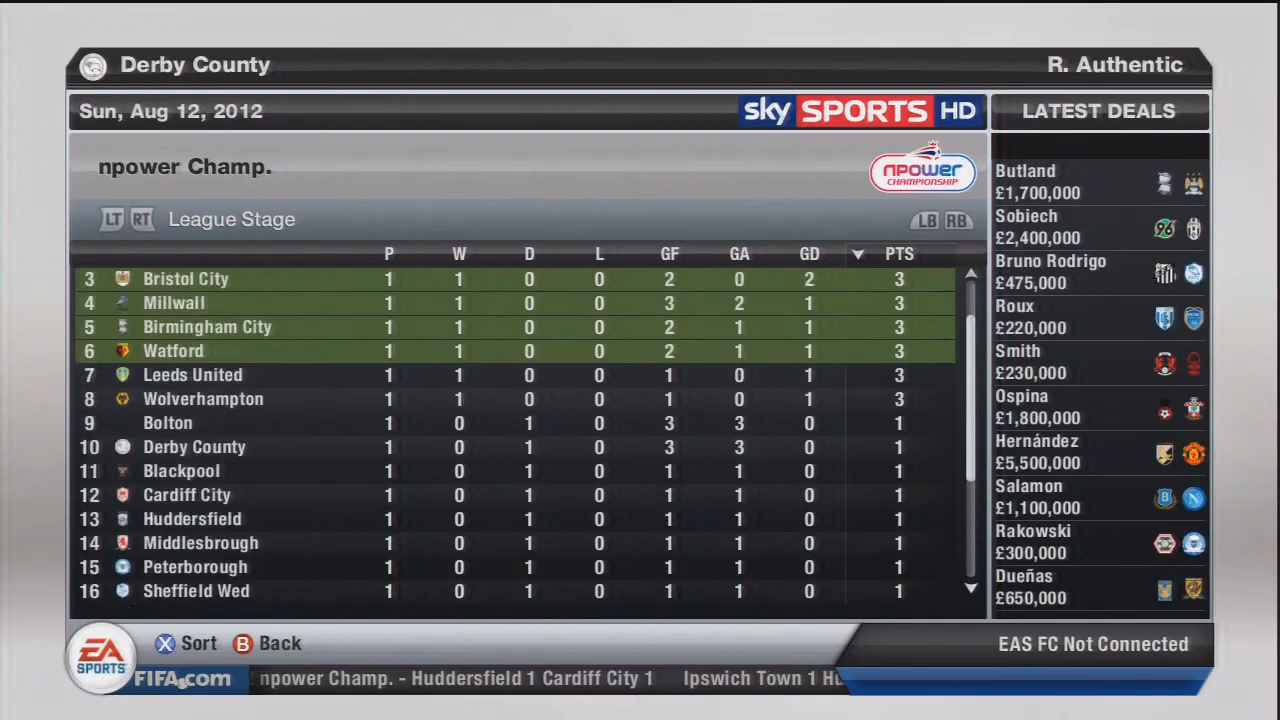 Derby County
R. Authentic
Sun, Aug 12, 2012
sky SPORTS HD
LATEST DEALS
npower Champ.
npower
CHAMPIONSHIP
LT RT League Stage
LB RB
P W D L GF GA GD PTS
3 Bristol City 1 1 0 0 2 0 2 3
4 Millwall 1 1 0 0 3 2 1 3
5 Birmingham City 1 1 0 0 2 1 1 3
6 Watford 1 1 0 0 2 1 1 3
7 Leeds United 1 1 0 0 1 0 1 3
8 Wolverhampton 1 1 0 0 1 0 1 3
9 Bolton 1 0 1 0 3 3 0 1
10 Derby County 1 0 1 0 3 3 0 1
11 Blackpool 1 0 1 0 1 1 0 1
12 Cardiff City 1 0 1 0 1 1 0 1
13 Huddersfield 1 0 1 0 1 1 0 1
14 Middlesbrough 1 0 1 0 1 1 0 1
15 Peterborough 1 0 1 0 1 1 0 1
16 Sheffield Wed 1 0 1 0 1 1 0 1
Butland
£1,700,000
Sobiech
£2,400,000
Bruno Rodrigo
£475,000
Roux
£220,000
Smith
£230,000
Ospina
£1,800,000
Hernández
£5,500,000
Salamon
£1,100,000
Rakowski
£300,000
Dueñas
£650,000
EA SPORTS
X Sort B Back
EAS FC Not Connected
FIFA.com
npower Champ. - Huddersfield 1 Cardiff City 1 Ipswich Town 1 Hu